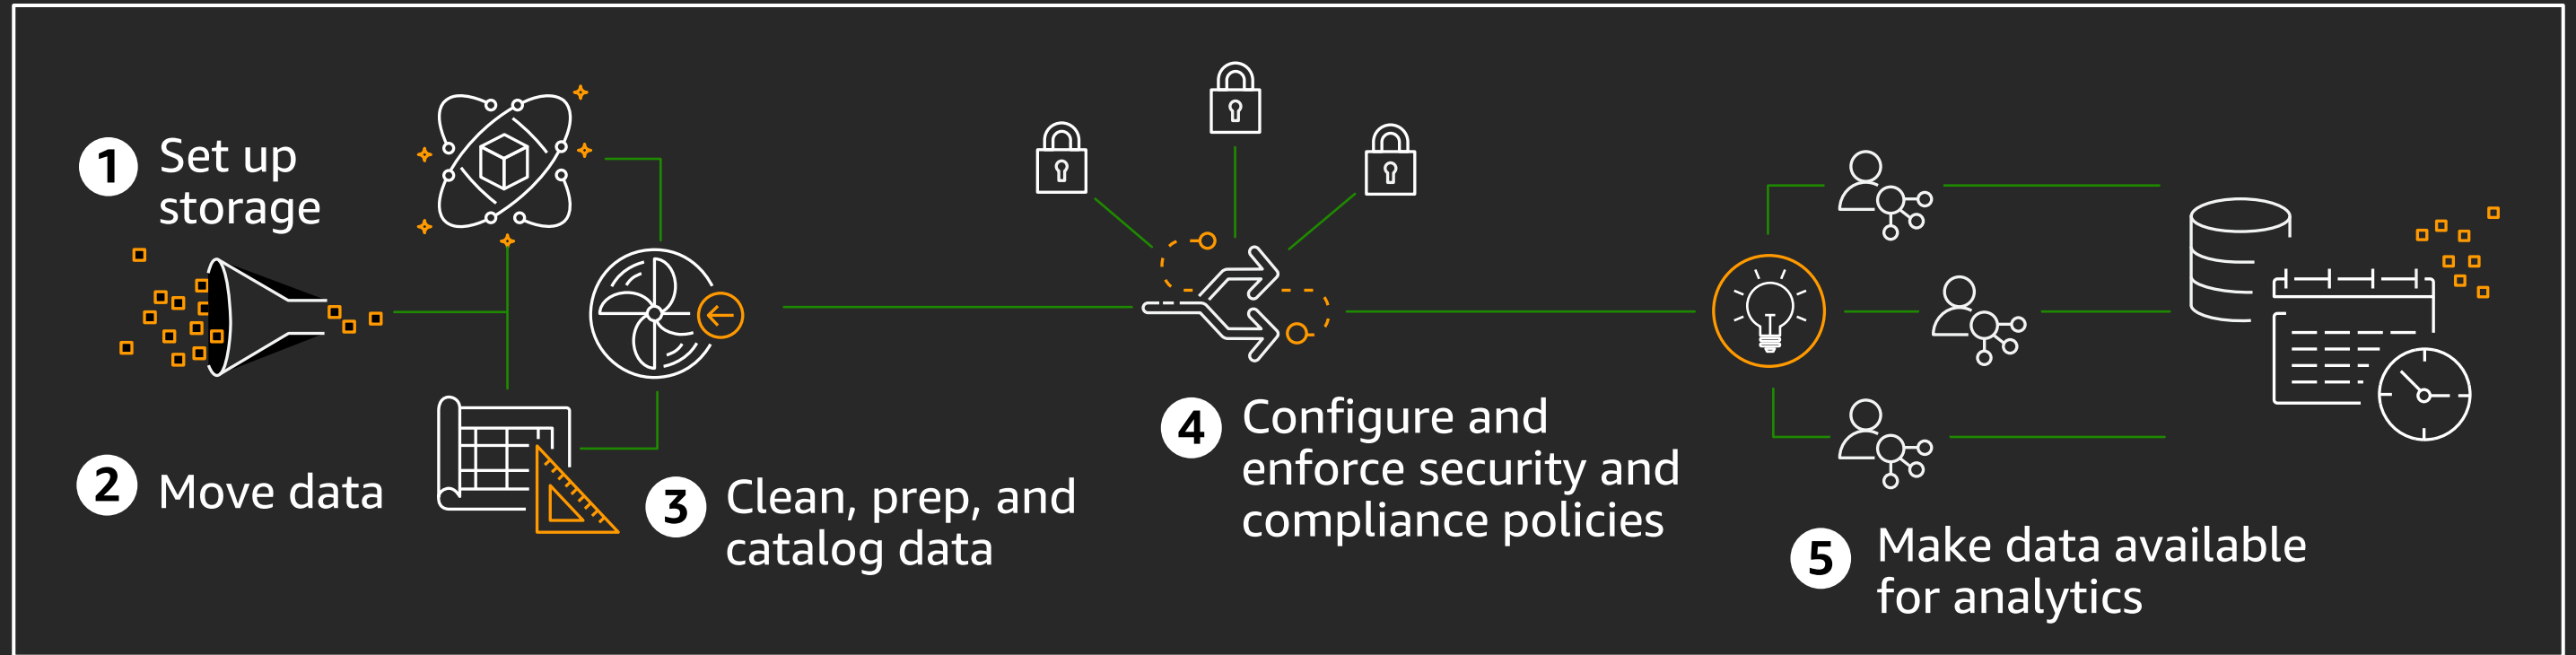 1 Set up
storage
2 Move data
3 Clean, prep, and
catalog data
4 Configure and
enforce security and
compliance policies
5 Make data available
for analytics